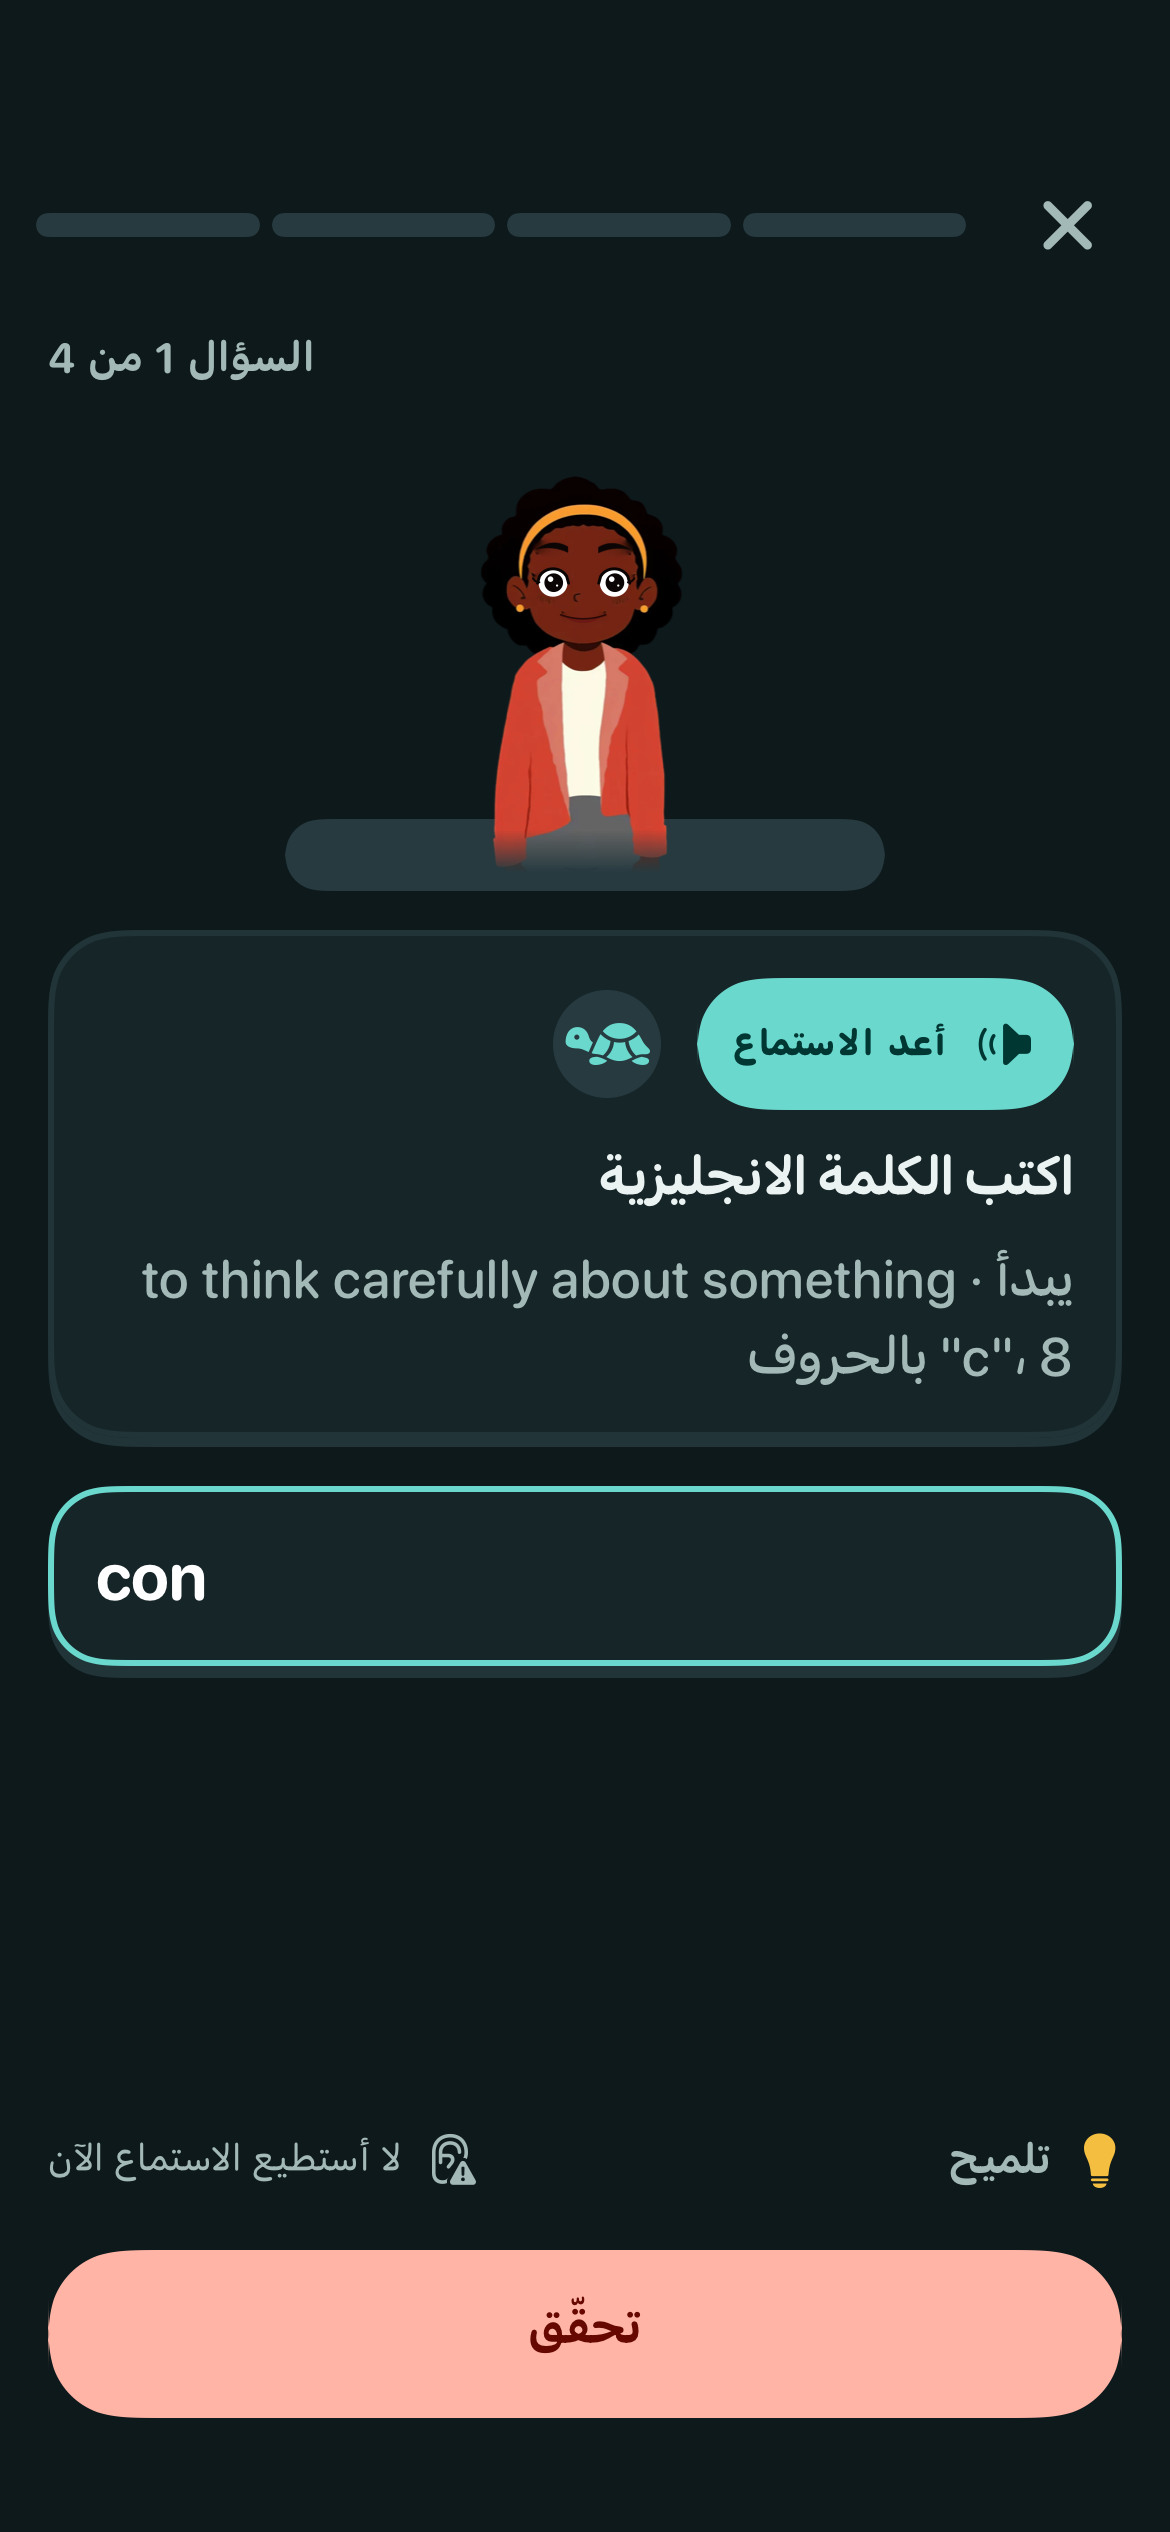 السؤال 1 من 4
أعد الاستماع
اكتب الكلمة الانجليزية
to think carefully about something · يبدأ
بالحروف "c"، 8
con
تلميح
لا أستطيع الاستماع الآن
تحقّق